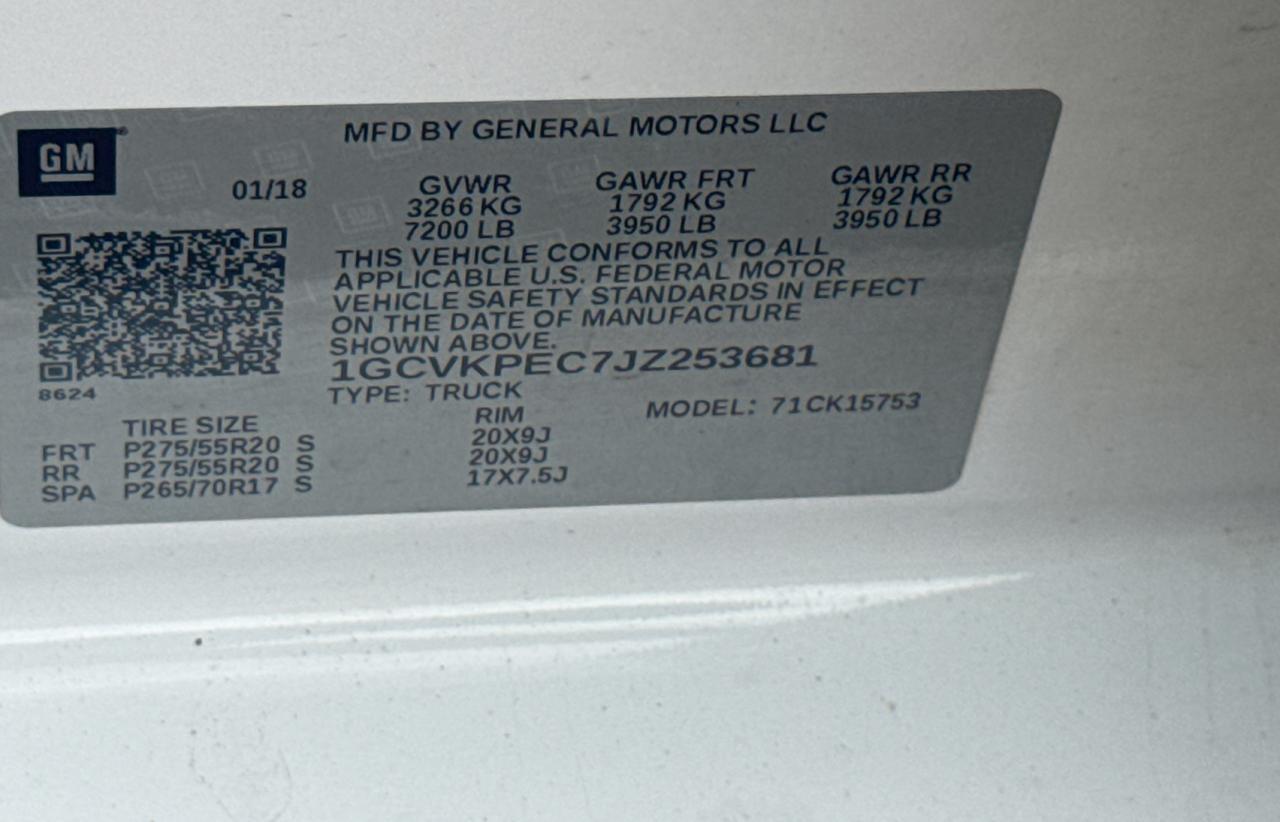 GM
MFD BY GENERAL MOTORS LLC
01/18 GVWR GAWR FRT GAWR RR
3266 KG 1792 KG 1792 KG
7200 LB 3950 LB 3950 LB
THIS VEHICLE CONFORMS TO ALL
APPLICABLE U.S. FEDERAL MOTOR
VEHICLE SAFETY STANDARDS IN EFFECT
ON THE DATE OF MANUFACTURE
SHOWN ABOVE.
1GCVKPEC7JZ253681
8624 TYPE: TRUCK MODEL: 71CK15753
TIRE SIZE RIM
FRT P275/55R20 S 20X9J
RR P275/55R20 S 20X9J
SPA P265/70R17 S 17X7.5J